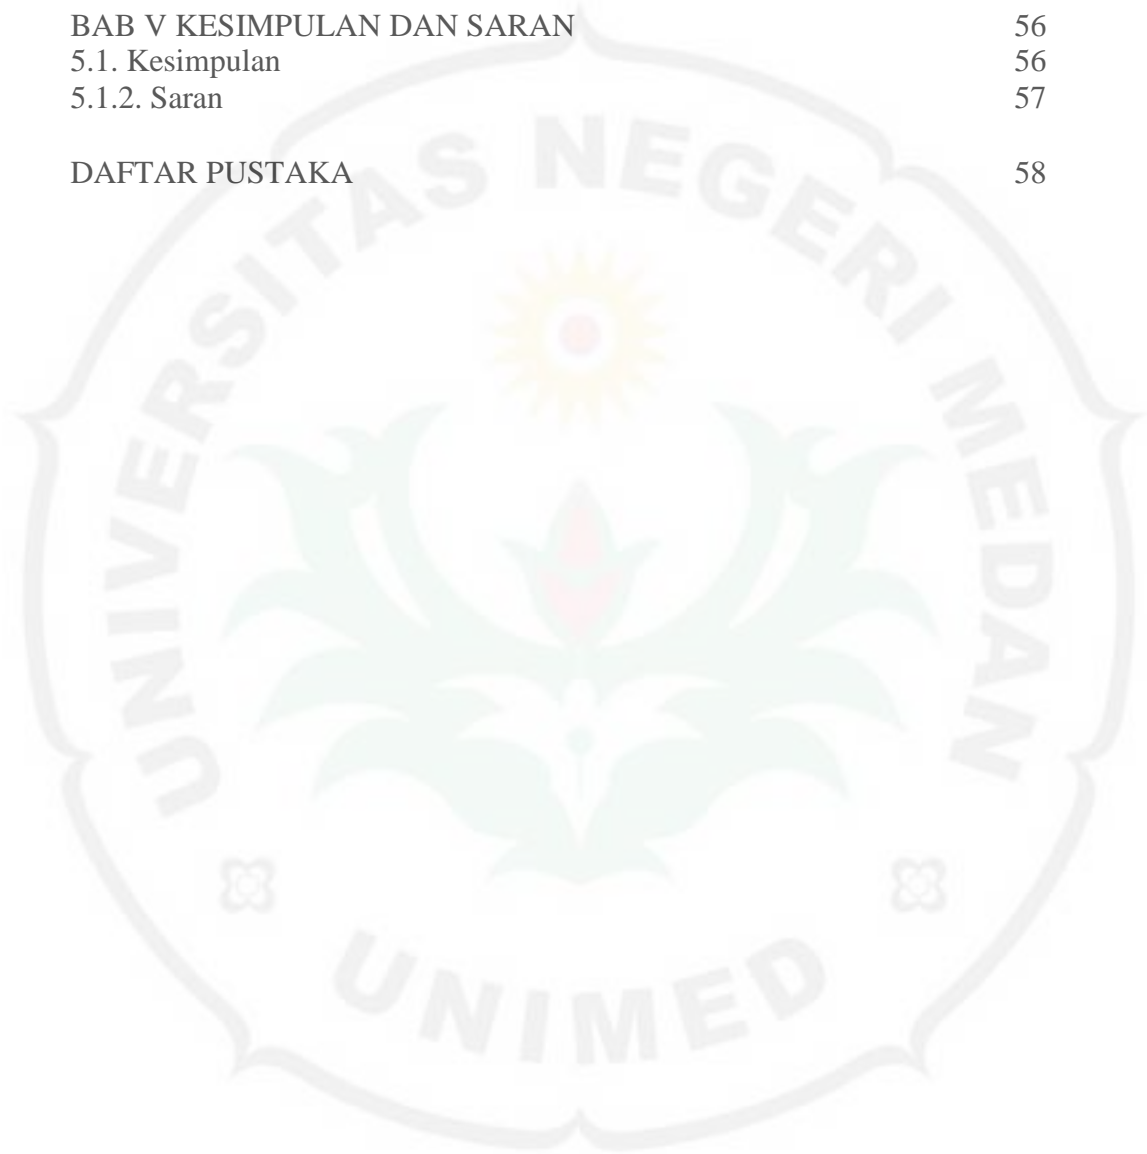 BAB V KESIMPULAN DAN SARAN 56
5.1. Kesimpulan 56
5.1.2. Saran 57
DAFTAR PUSTAKA 58
UNIVERSITAS NEGERI MEDAN
UNIMED